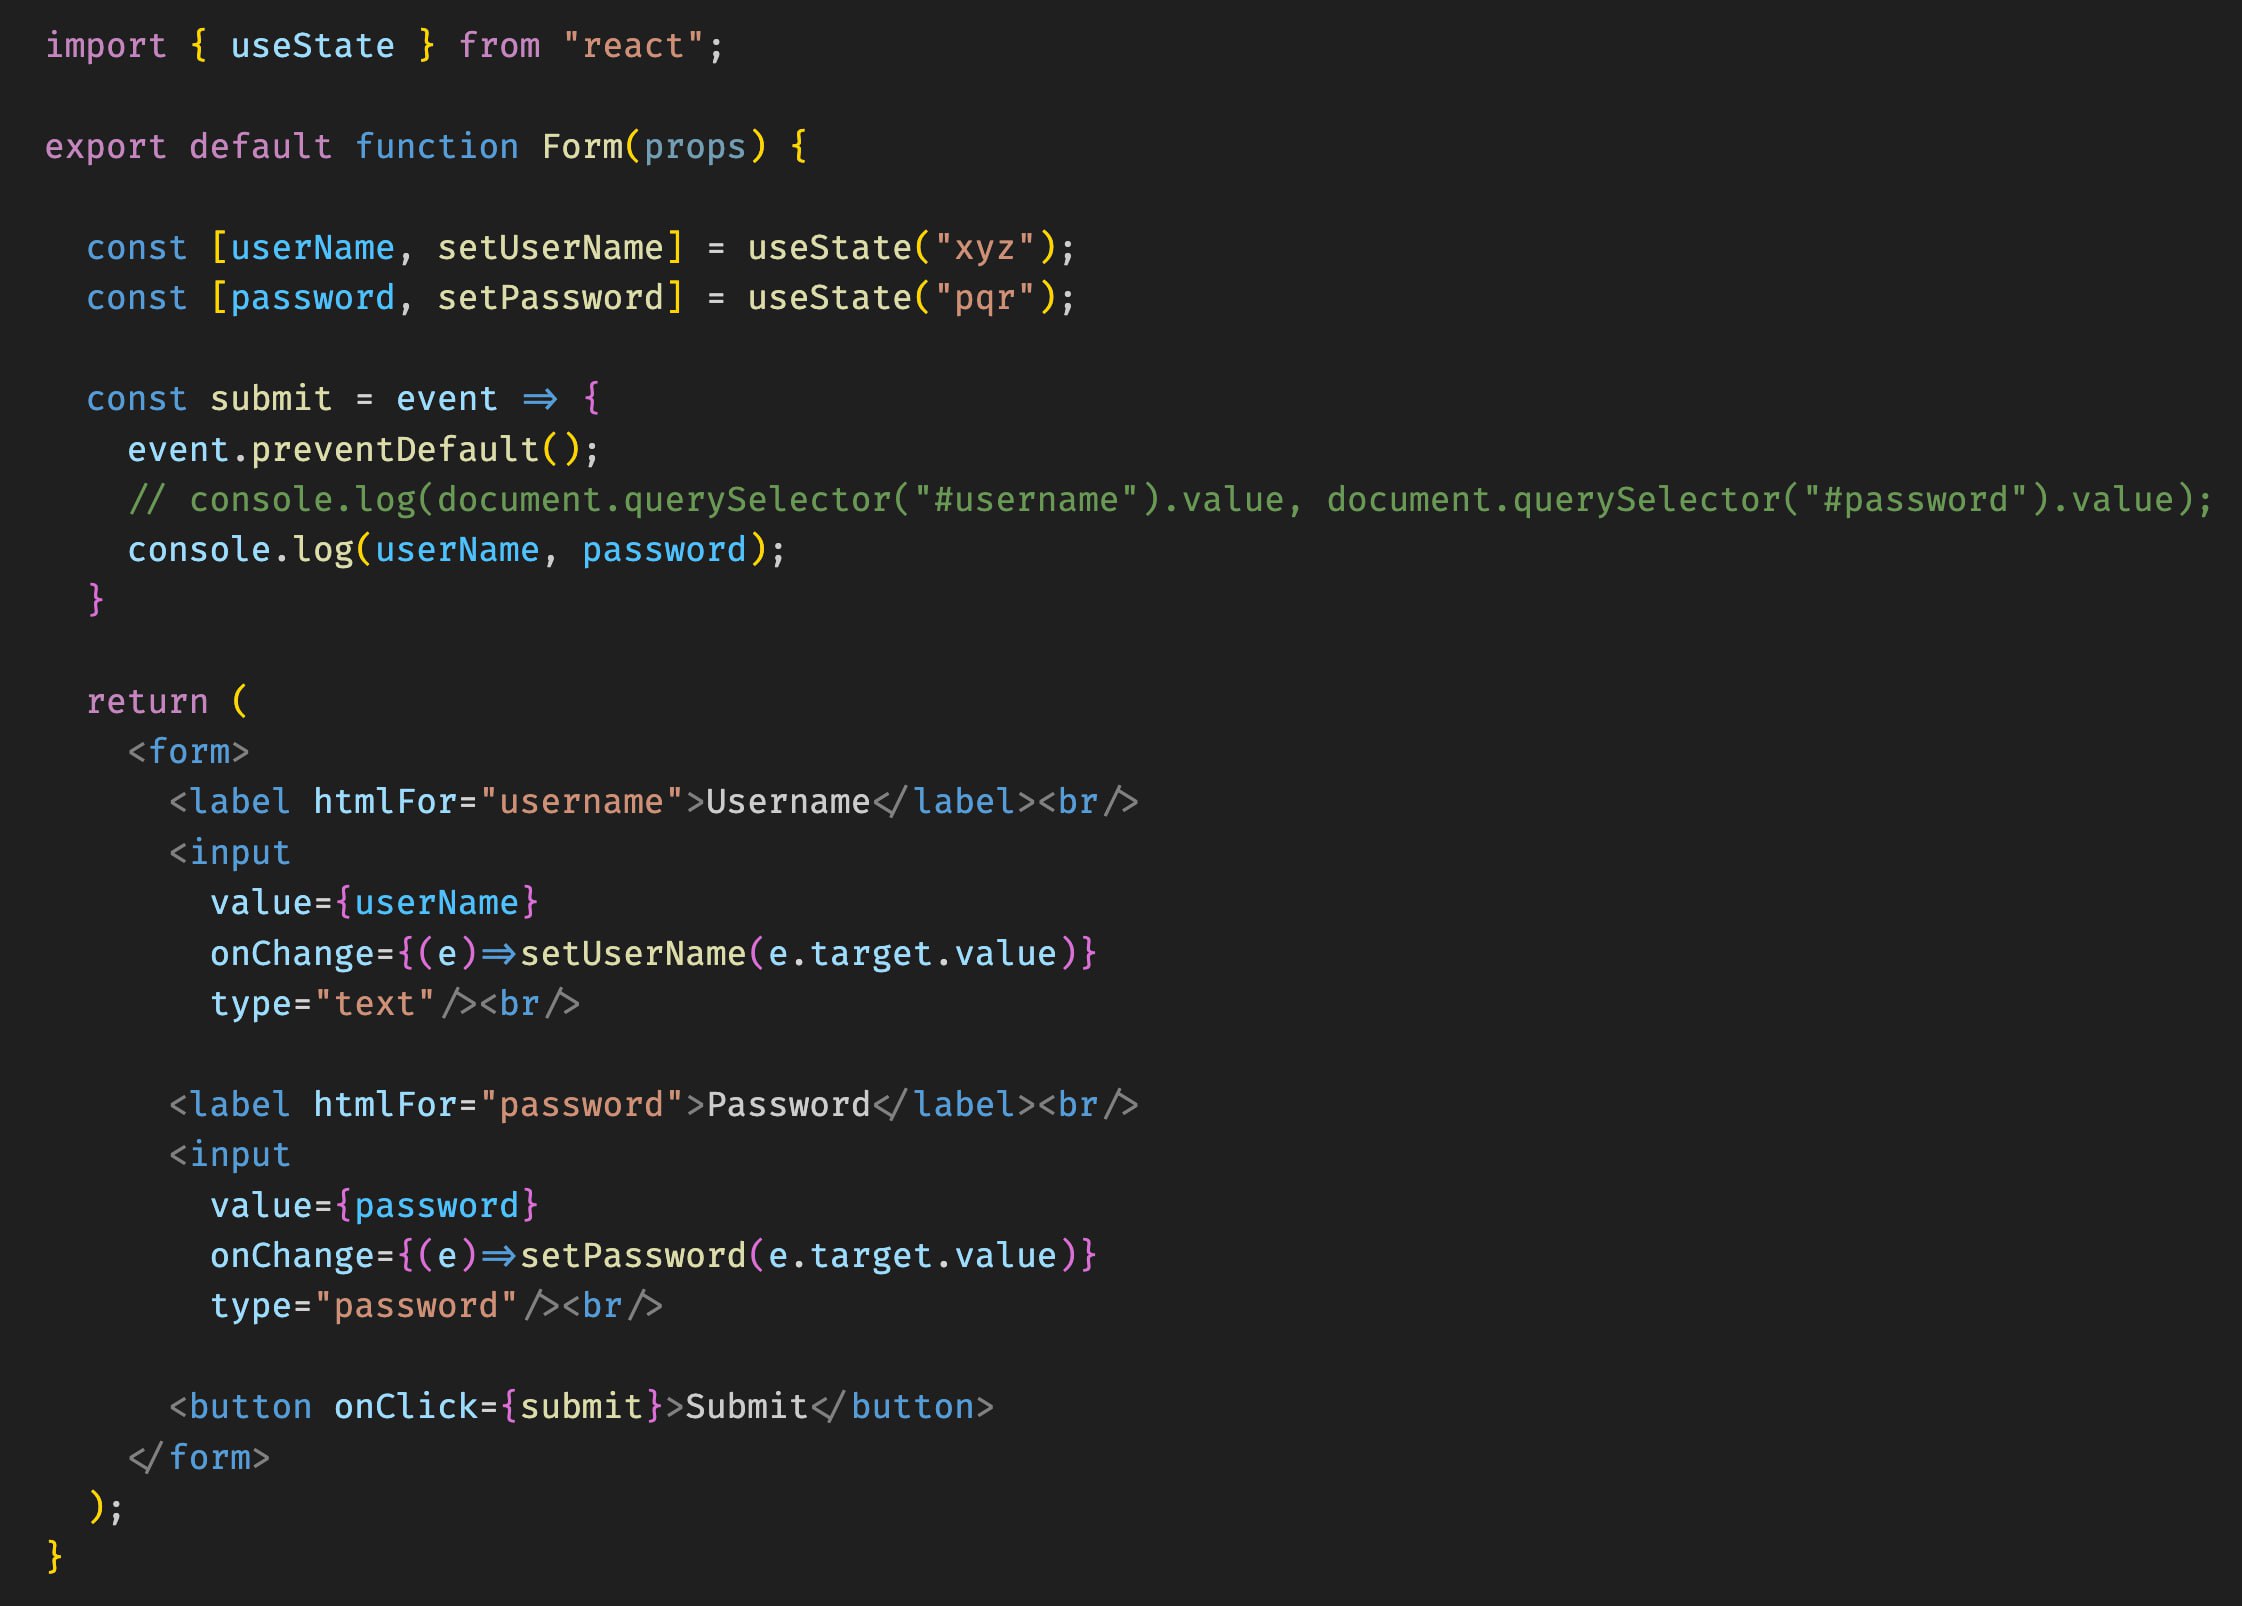 import { useState } from "react";
export default function Form(props) {
const [userName, setUserName] = useState("xyz");
const [password, setPassword] = useState("pqr");
const submit = event => {
event.preventDefault();
// console.log(document.querySelector("#username").value, document.querySelector("#password").value);
console.log(userName, password);
}
return (
<form>
<label htmlFor="username">Username</label><br/>
<input
value={userName}
onChange={(e)=>setUserName(e.target.value)}
type="text"/><br/>
<label htmlFor="password">Password</label><br/>
<input
value={password}
onChange={(e)=>setPassword(e.target.value)}
type="password"/><br/>
<button onClick={submit}>Submit</button>
</form>
);
}